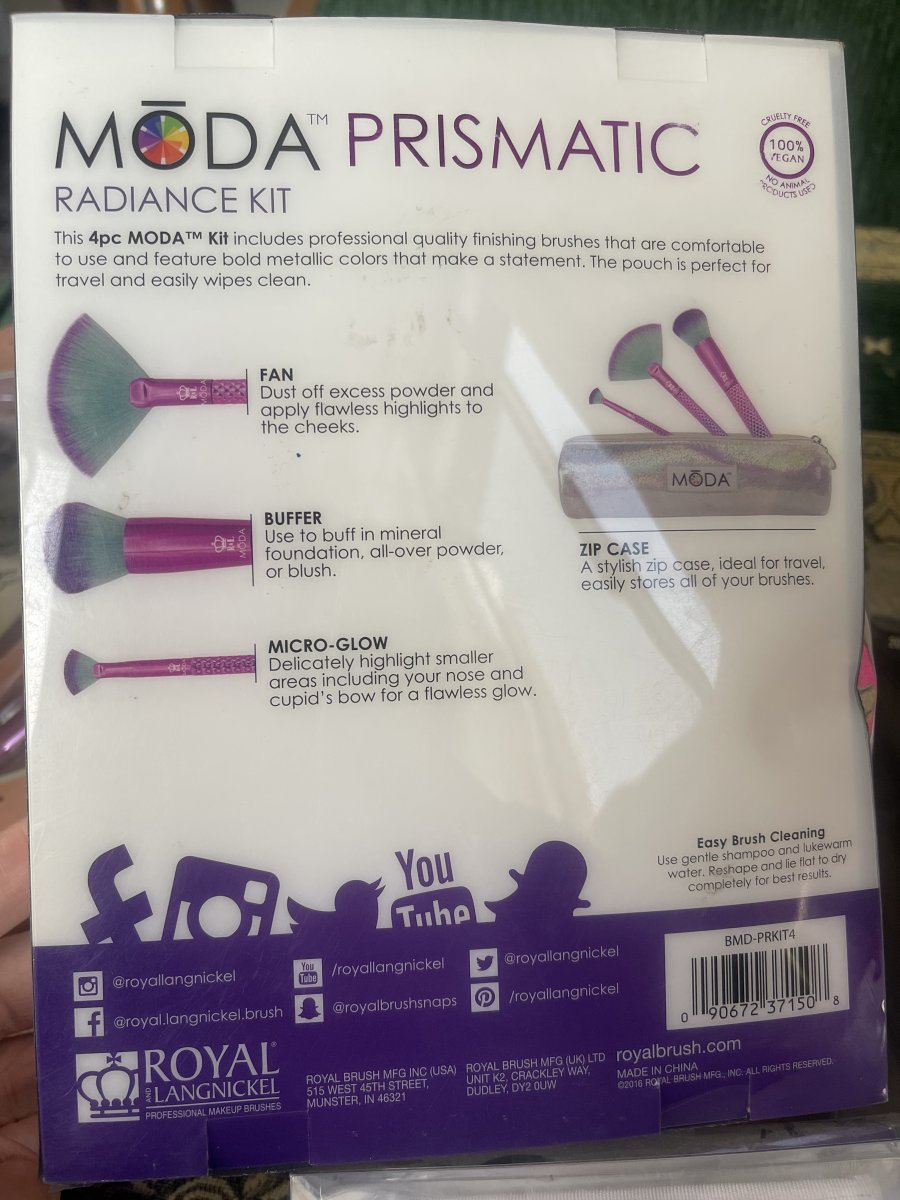 MŌDA™ PRISMATIC
RADIANCE KIT
CRUELTY FREE
100%
VEGAN
NO ANIMAL
PRODUCTS USED
This 4pc MODA™ Kit includes professional quality finishing brushes that are comfortable
to use and feature bold metallic colors that make a statement. The pouch is perfect for
travel and easily wipes clean.
FAN
Dust off excess powder and
apply flawless highlights to
the cheeks.
R&L MODA
BUFFER
Use to buff in mineral
foundation, all-over powder,
or blush.
R&L MODA
MICRO-GLOW
Delicately highlight smaller
areas including your nose and
cupid's bow for a flawless glow.
MŌDA™
ZIP CASE
A stylish zip case, ideal for travel,
easily stores all of your brushes.
Easy Brush Cleaning
Use gentle shampoo and lukewarm
water. Reshape and lie flat to dry
completely for best results.
You
Tube
@royallangnickel
You
Tube
/royallangnickel
@royallangnickel
@royal.langnickel.brush
@royalbrushsnaps
/royallangnickel
BMD-PRKIT4
0 90672 37150 8
ROYAL®
AND LANGNICKEL
PROFESSIONAL MAKEUP BRUSHES
ROYAL BRUSH MFG INC (USA)
515 WEST 45TH STREET,
MUNSTER, IN 46321
ROYAL BRUSH MFG (UK) LTD
UNIT K2, CRACKLEY WAY,
DUDLEY, DY2 0UW
royalbrush.com
MADE IN CHINA
©2016 ROYAL BRUSH MFG., INC. ALL RIGHTS RESERVED.